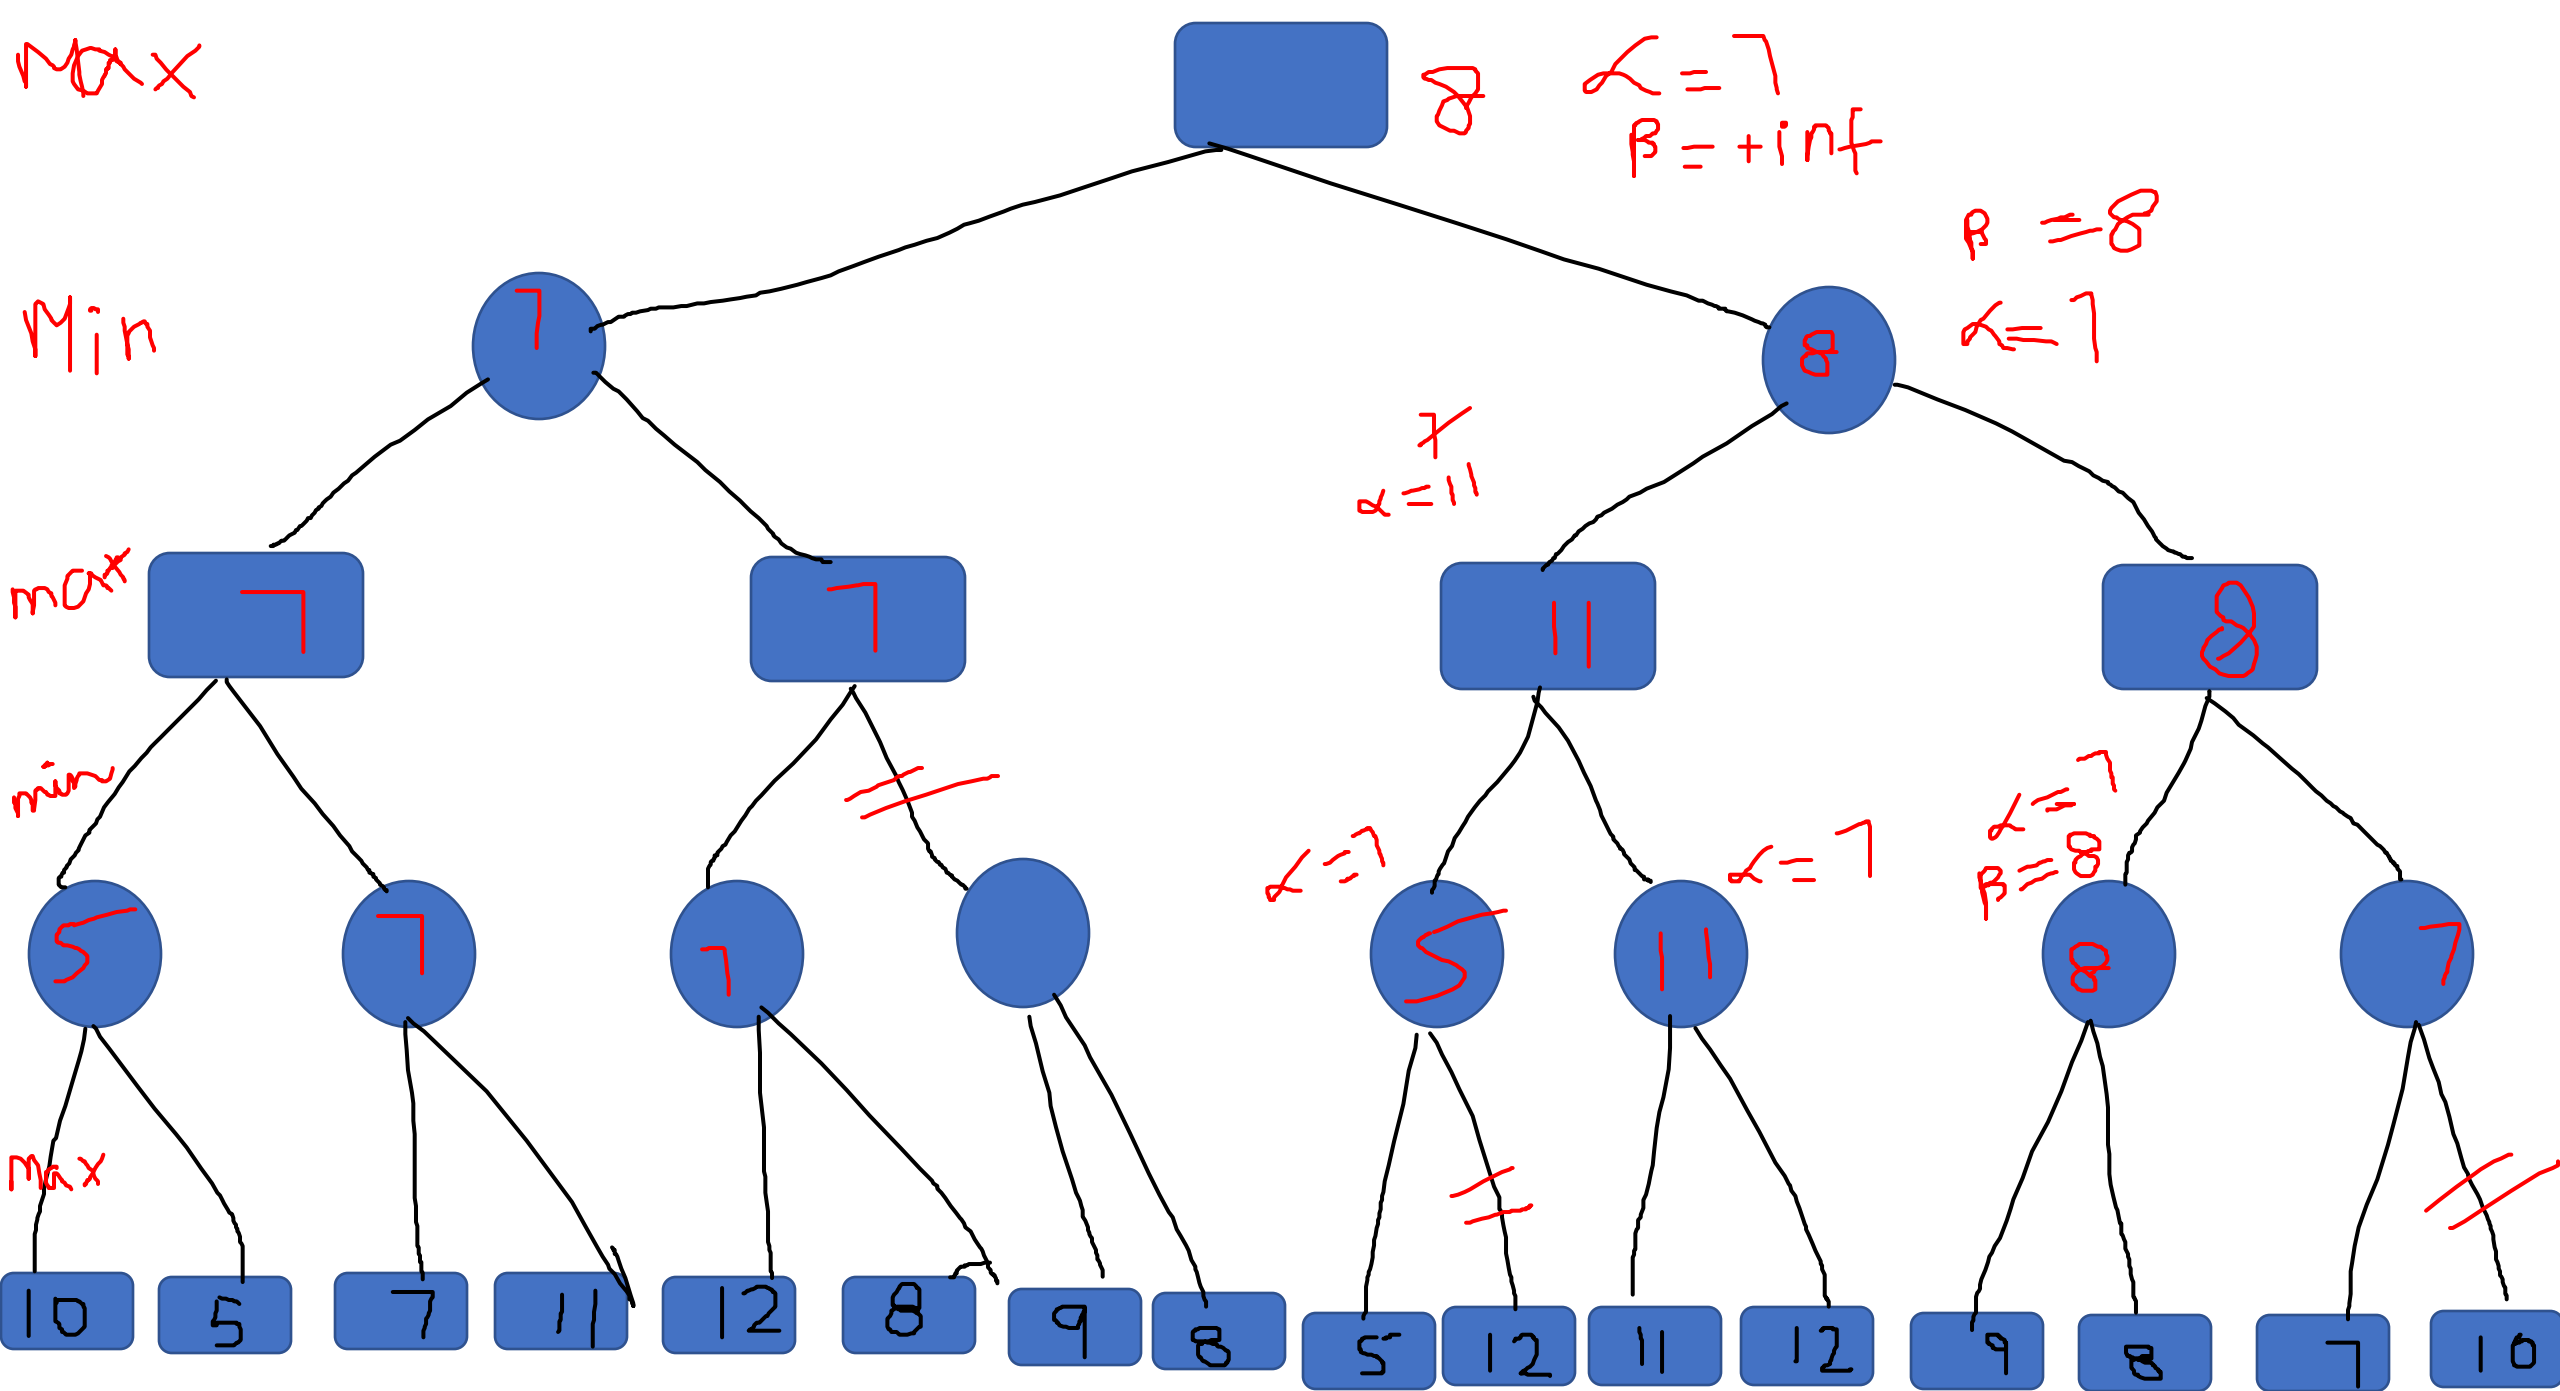 Max
8 α = 7
β = +inf
β = 8
Min 7 8 α = 7
7
α = 11
max 7 7 11 8
min α = 7 α = 7 α = 7
β = 8
5 7 7 5 11 8 7
Max
10 5 7 11 12 8 9 8 5 12 11 12 9 8 7 10